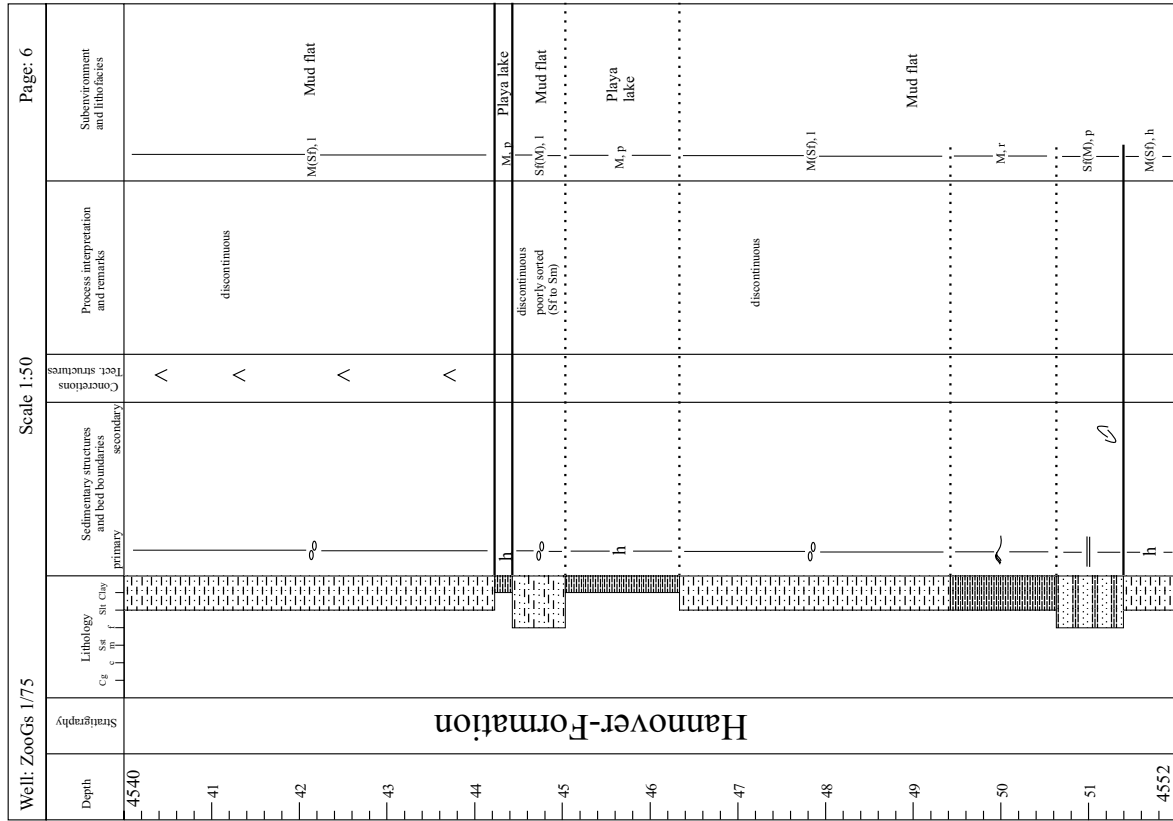 Well: ZooGs 1/75
Scale 1:50
Page: 6
Depth
Stratigraphy
Lithology
Cg c m f Slt Clay
Sst
Sedimentary structures
and bed boundaries
primary
secondary
Concretions
Tect. structures
Process interpretation
and remarks
Subenvironment
and lithofacies
4540
41
42
43
44
45
46
47
48
49
50
51
4552
Hannover-Formation
h
h
h
discontinuous
discontinuous
poorly sorted
(Sf to Sm)
discontinuous
M(Sf), l
M, p
Sf(M), l
M, p
M(Sf), l
M, r
Sf(M), p
M(Sf), h
Mud flat
Playa lake
Mud flat
Playa
lake
Mud flat